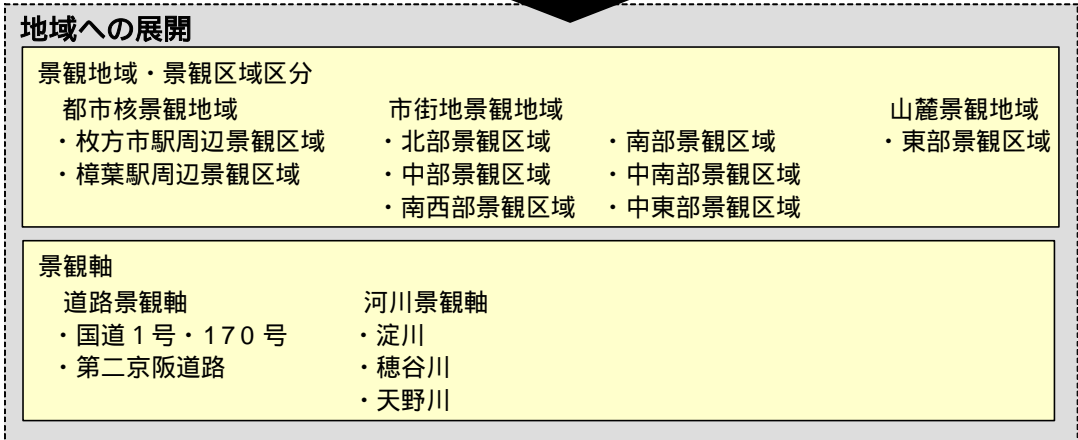 地域への展開
景観地域・景観区域区分
都市核景観地域 市街地景観地域 山麓景観地域
・枚方市駅周辺景観区域 ・北部景観区域 ・南部景観区域 ・東部景観区域
・樟葉駅周辺景観区域 ・中部景観区域 ・中南部景観区域
・南西部景観区域 ・中東部景観区域
景観軸
道路景観軸 河川景観軸
・国道1号・170号 ・淀川
・第二京阪道路 ・穂谷川
・天野川